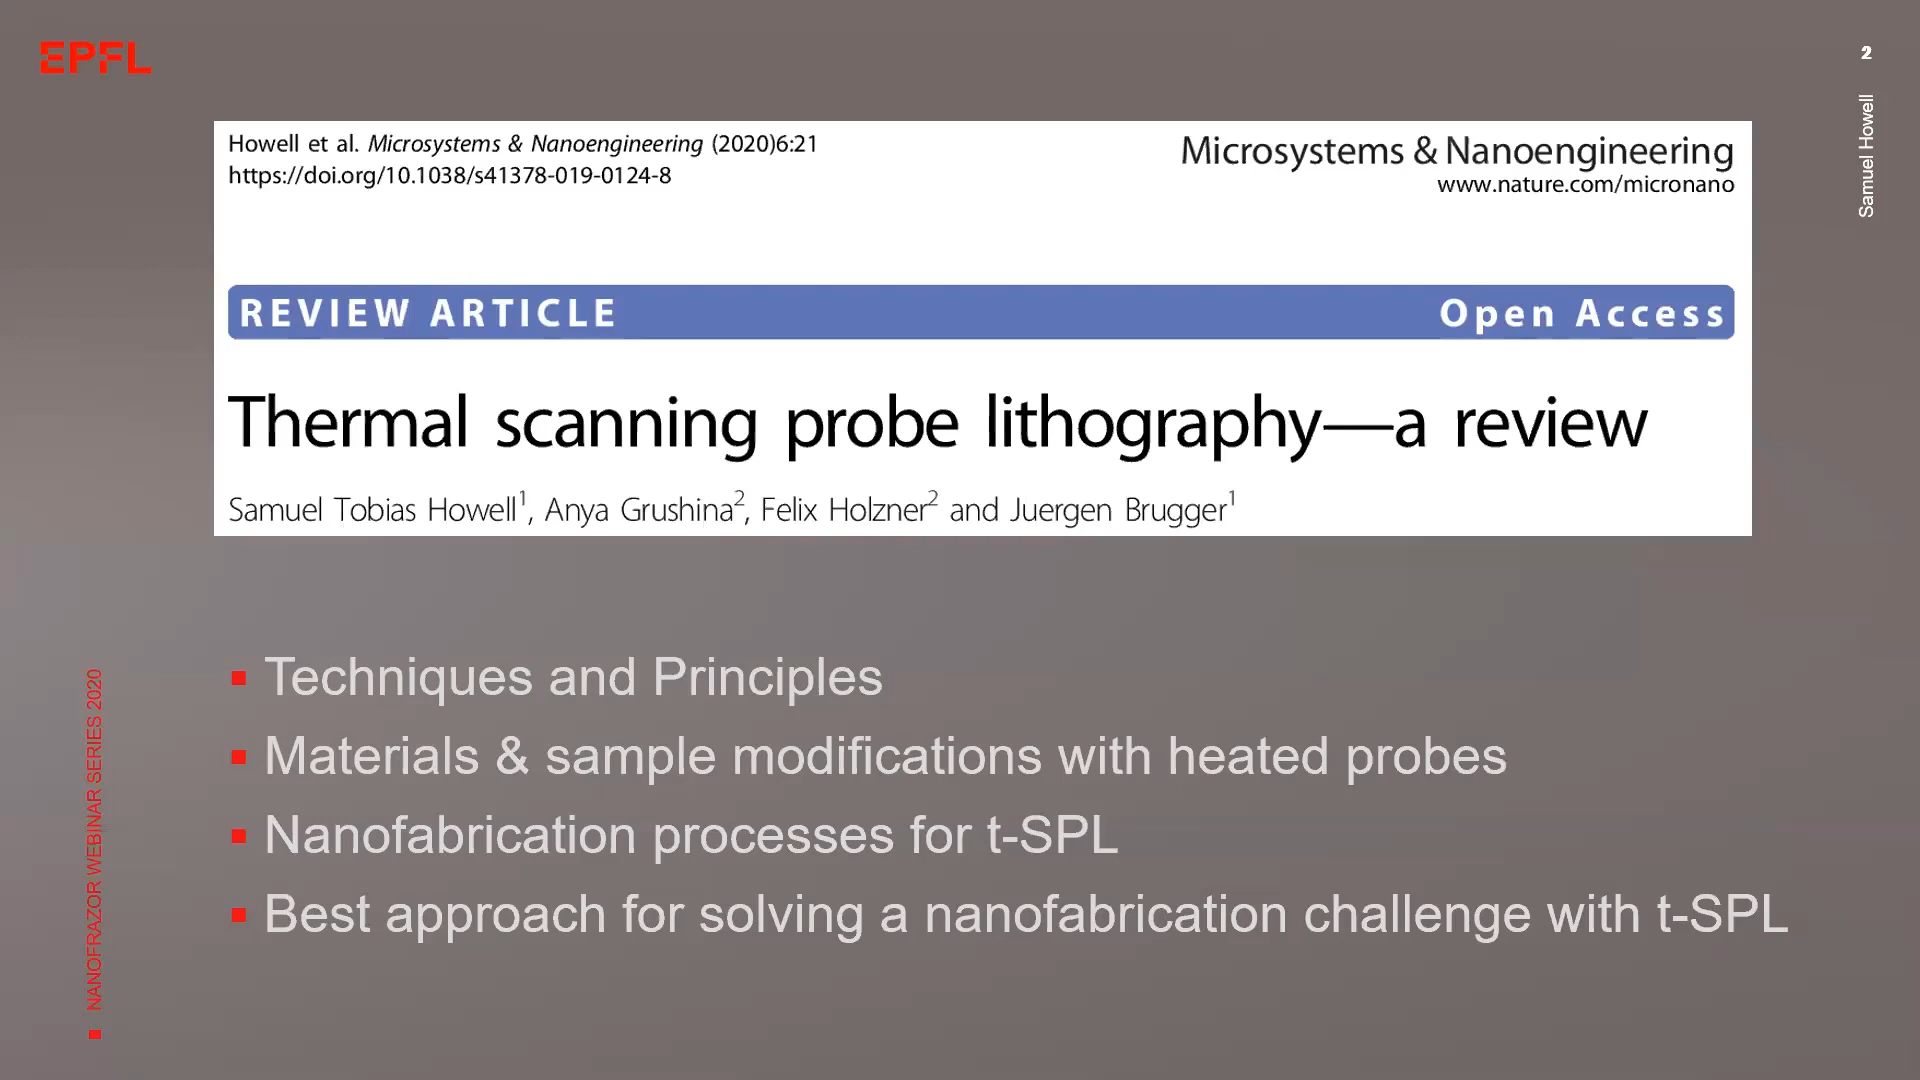 EPFL
2
Samuel Howell
Howell et al. Microsystems & Nanoengineering (2020)6:21
https://doi.org/10.1038/s41378-019-0124-8
Microsystems & Nanoengineering
www.nature.com/micronano
REVIEW ARTICLE
Open Access
Thermal scanning probe lithography—a review
Samuel Tobias Howell1, Anya Grushina2, Felix Holzner2 and Juergen Brugger1
▪ Techniques and Principles
▪ Materials & sample modifications with heated probes
▪ Nanofabrication processes for t-SPL
▪ Best approach for solving a nanofabrication challenge with t-SPL
NANOFRAZOR WEBINAR SERIES 2020